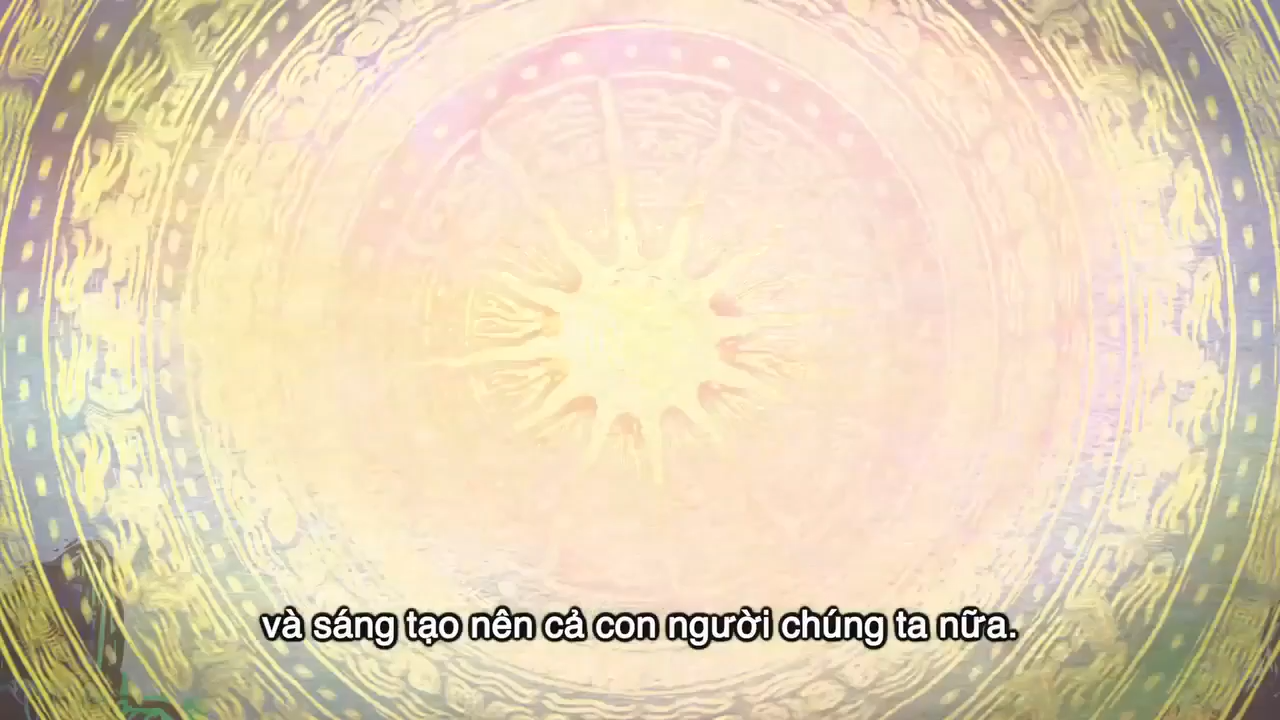 và sáng tạo nên cả con người chúng ta nữa.